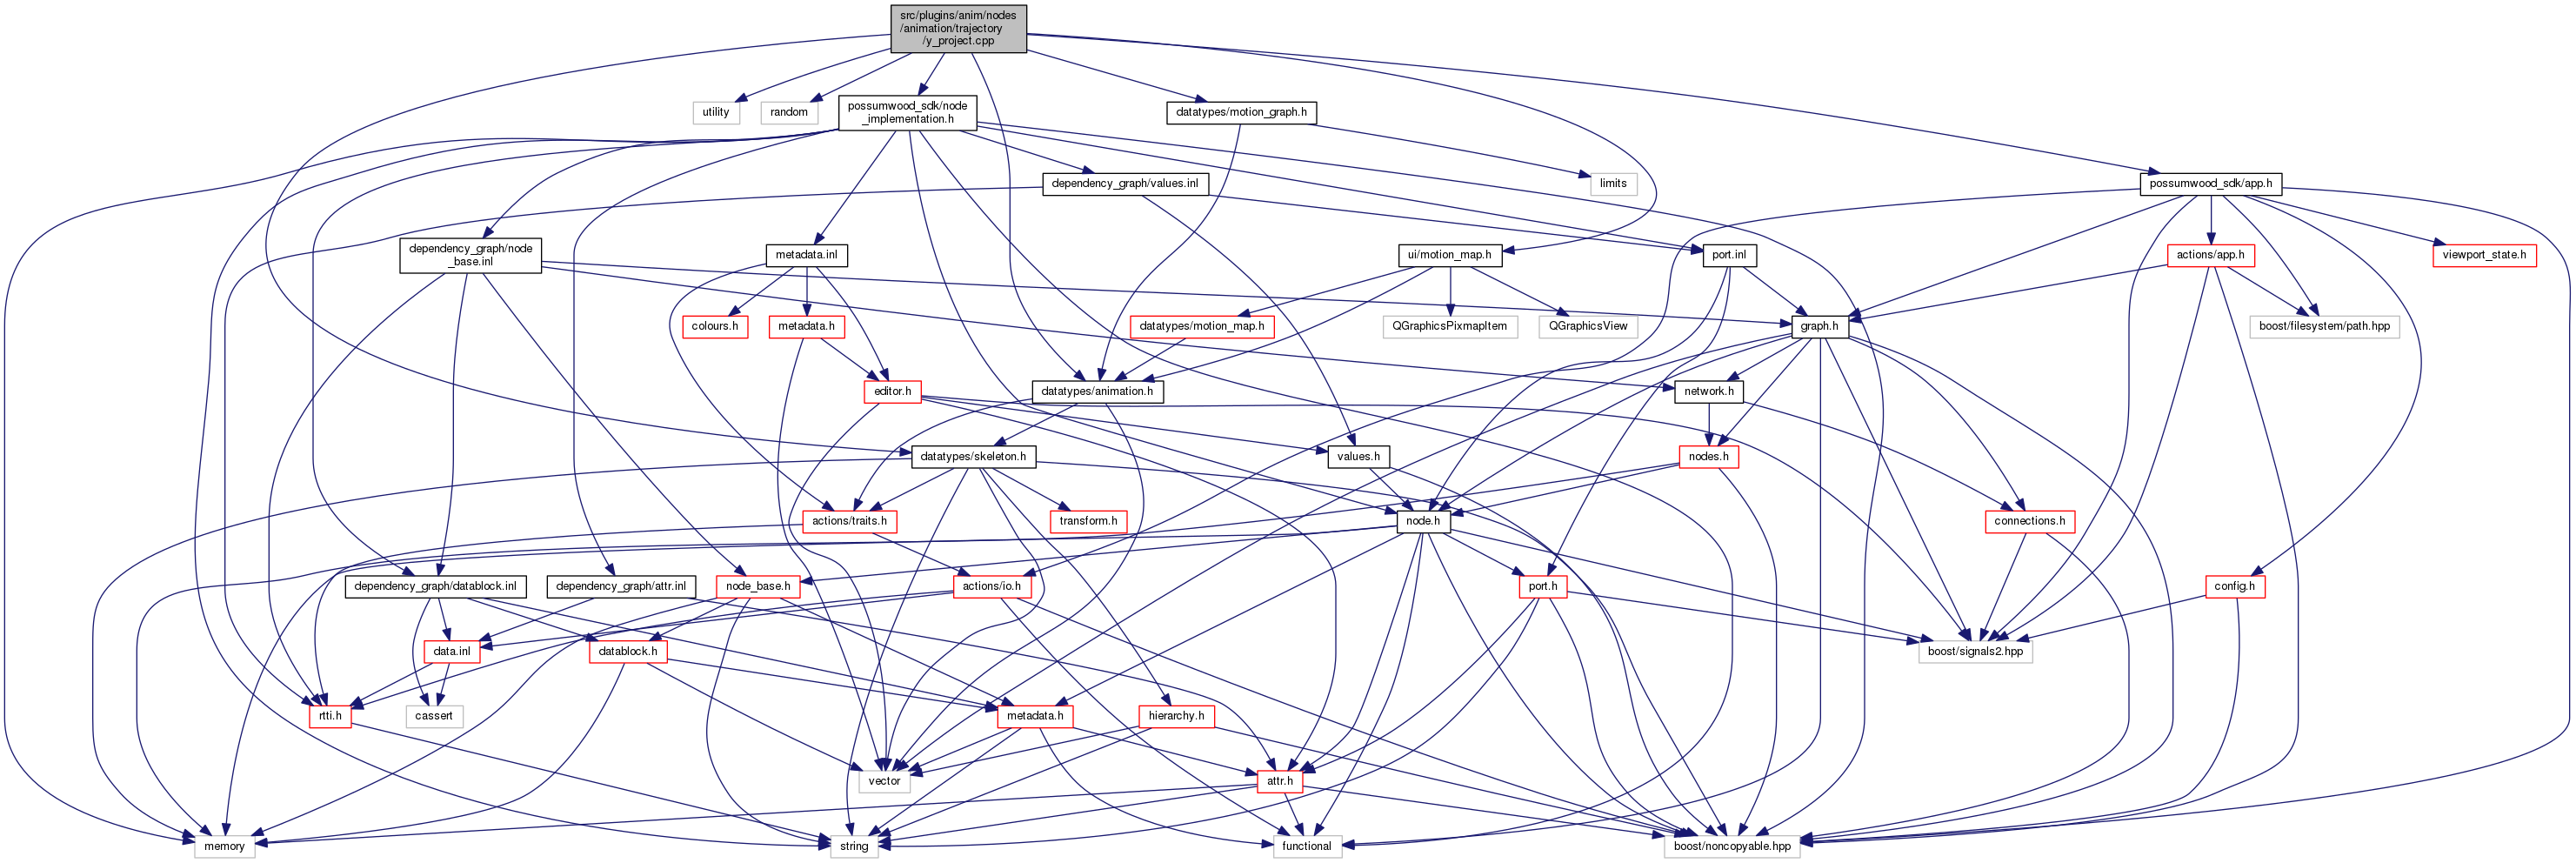 src/plugins/anim/nodes
/animation/trajectory
/y_project.cpp
utility
random
possumwood_sdk/node
_implementation.h
datatypes/motion_graph.h
dependency_graph/values.inl
limits
possumwood_sdk/app.h
dependency_graph/node
_base.inl
metadata.inl
ui/motion_map.h
port.inl
actions/app.h
viewport_state.h
colours.h
metadata.h
datatypes/motion_map.h
QGraphicsPixmapItem
QGraphicsView
graph.h
boost/filesystem/path.hpp
editor.h
datatypes/animation.h
network.h
datatypes/skeleton.h
values.h
nodes.h
actions/traits.h
transform.h
node.h
connections.h
dependency_graph/datablock.inl
dependency_graph/attr.inl
node_base.h
actions/io.h
port.h
config.h
data.inl
datablock.h
boost/signals2.hpp
rtti.h
cassert
metadata.h
hierarchy.h
vector
attr.h
memory
string
functional
boost/noncopyable.hpp